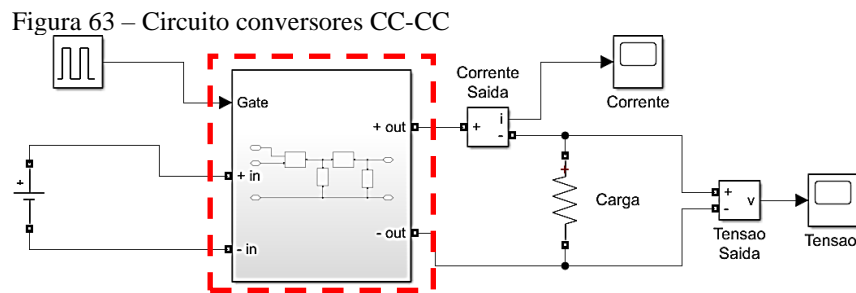 Figura 63 – Circuito conversores CC-CC
Gate
+ in
- in
+ out
- out
Corrente
Saida
+
i
-
Corrente
+
+
Carga
+
-
v
Tensao
Saida
Tensao